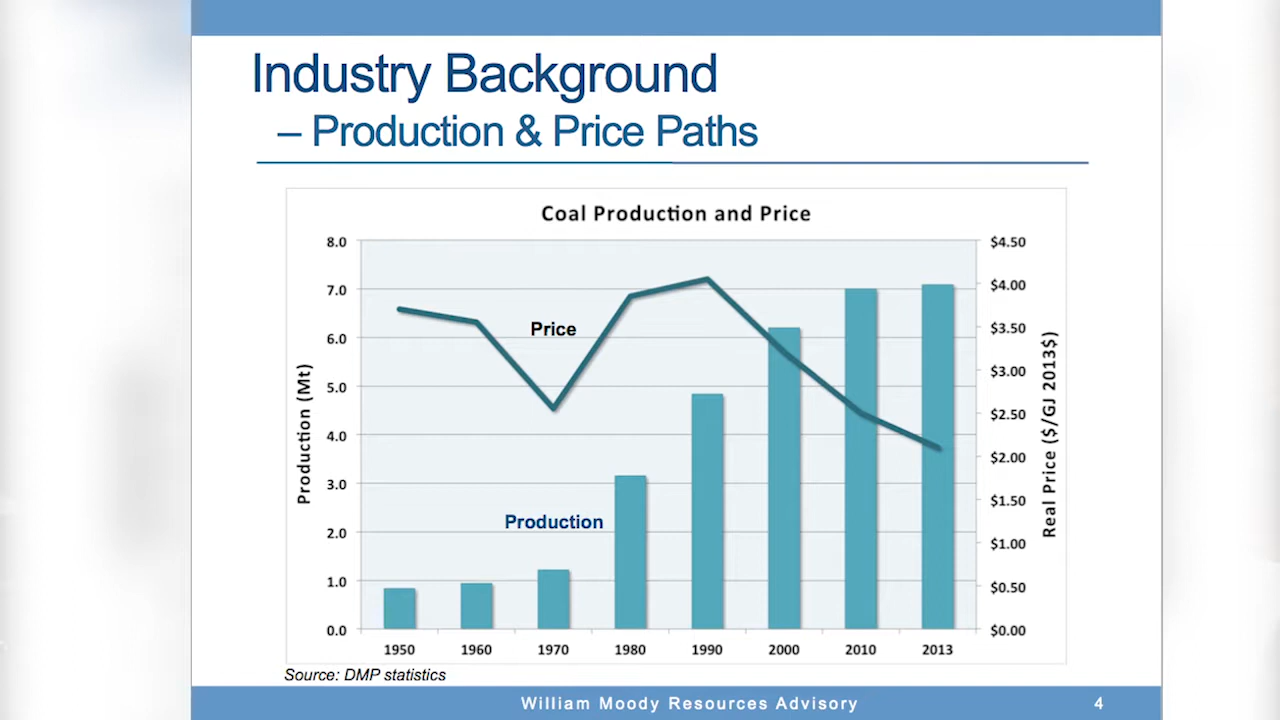 Industry Background
– Production & Price Paths
Coal Production and Price
8.0
7.0
6.0
5.0
4.0
3.0
2.0
1.0
0.0
Production (Mt)
Price
Production
$4.50
$4.00
$3.50
$3.00
$2.50
$2.00
$1.50
$1.00
$0.50
$0.00
Real Price ($/GJ 2013$)
1950 1960 1970 1980 1990 2000 2010 2013
Source: DMP statistics
William Moody Resources Advisory
4